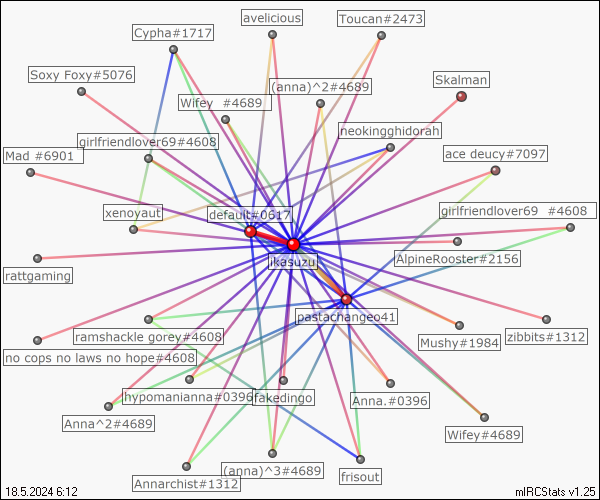 avelicious
Toucan#2473
Cypha#1717
Soxy Foxy#5076
(anna)^2#4689
Skalman
Wifey #4689
neokingghidorah
girlfriendlover69#4608
Mad #6901
ace deucy#7097
xenoyaut
default#0617
girlfriendlover69 #4608
ikasuzu
AlpineRooster#2156
rattgaming
pastachangeo41
ramshackle gorey#4608
Mushy#1984
zibbits#1312
no cops no laws no hope#4608
hypomanianna#0396
fakedingo
Anna.#0396
Anna^2#4689
Wifey#4689
(anna)^3#4689
frisout
Annarchist#1312
18.5.2024 6:12
mIRCStats v1.25